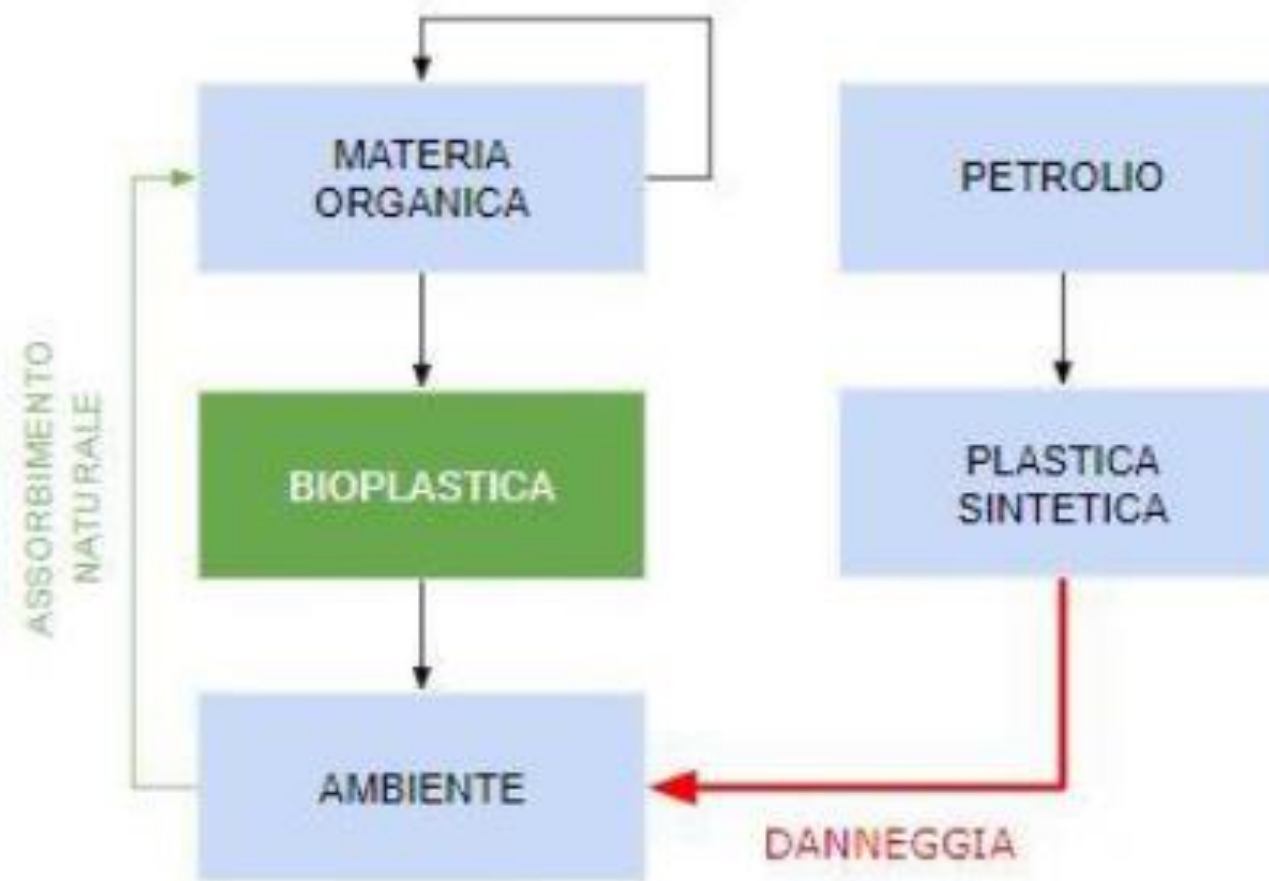 MATERIA
ORGANICA
PETROLIO
ASSORBIMENTO
NATURALE
BIOPLASTICA
PLASTICA
SINTETICA
AMBIENTE
DANNEGGIA